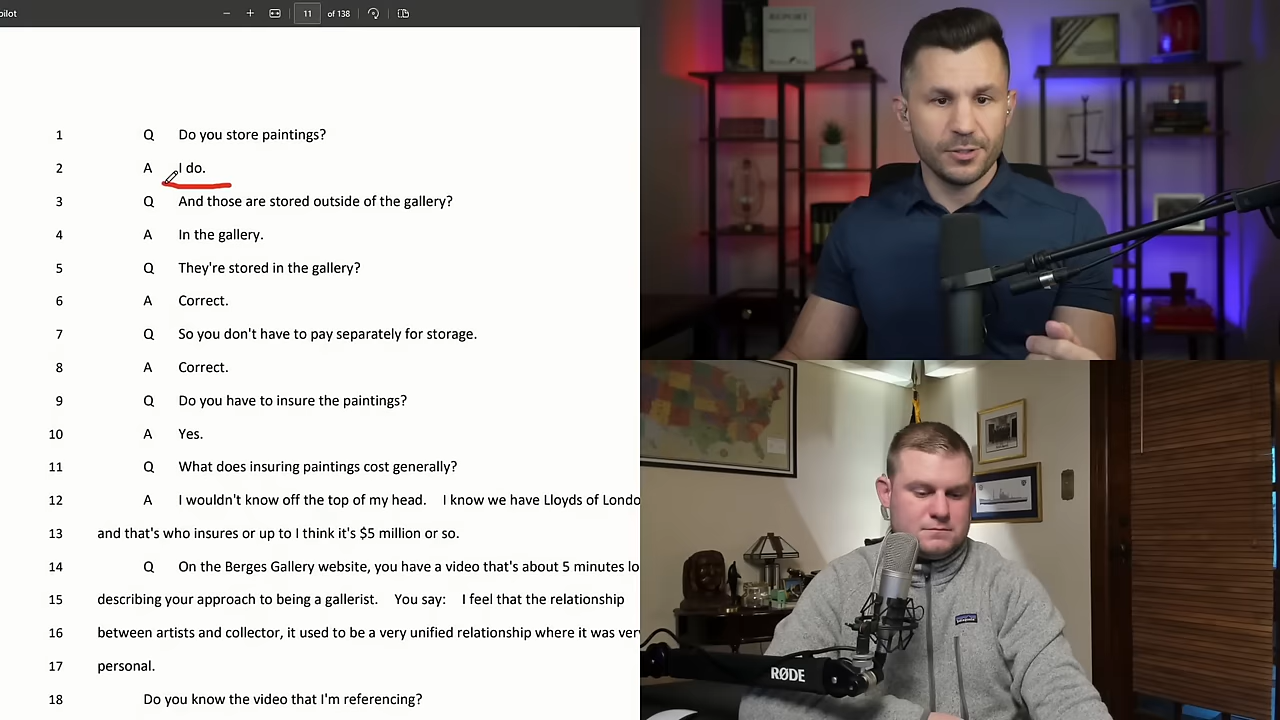 pilot
11 of 138
1 Q Do you store paintings?
2 A I do.
3 Q And those are stored outside of the gallery?
4 A In the gallery.
5 Q They're stored in the gallery?
6 A Correct.
7 Q So you don't have to pay separately for storage.
8 A Correct.
9 Q Do you have to insure the paintings?
10 A Yes.
11 Q What does insuring paintings cost generally?
12 A I wouldn't know off the top of my head. I know we have Lloyds of Londo
13 and that's who insures or up to I think it's $5 million or so.
14 Q On the Berges Gallery website, you have a video that's about 5 minutes lo
15 describing your approach to being a gallerist. You say: I feel that the relationship
16 between artists and collector, it used to be a very unified relationship where it was ver
17 personal.
18 Do you know the video that I'm referencing?
REPORT
patagonia
RØDE